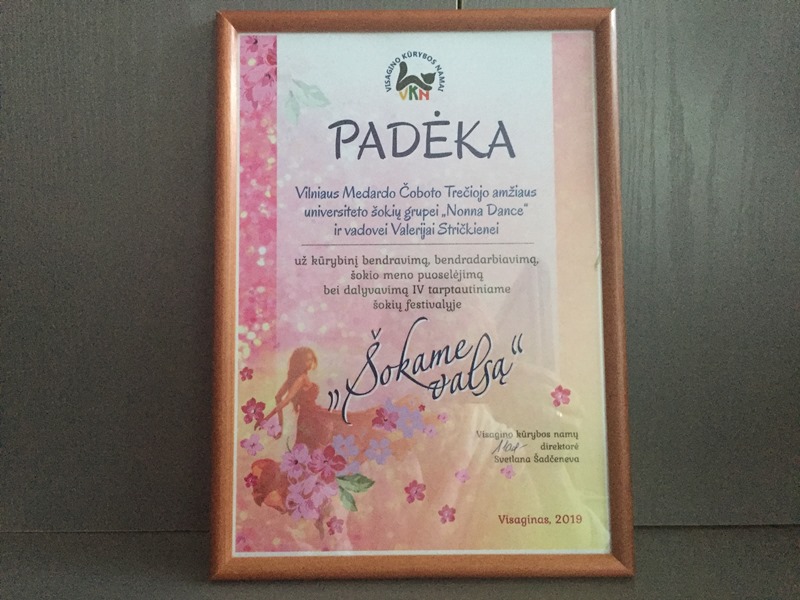 VISAGINO KŪRYBOS NAMAI
VKN
PADĖKA
Vilniaus Medardo Čoboto Trečiojo amžiaus
universiteto šokių grupei „Nonna Dance“
ir vadovei Valerijai Stričkienei
už kūrybinį bendravimą, bendradarbiavimą,
šokio meno puoselėjimą
bei dalyvavimą IV tarptautiniame
šokių festivalyje
„Šokame
valsą“
Visagino kūrybos namų
direktorė
Svetlana Šadčeneva
Visaginas, 2019